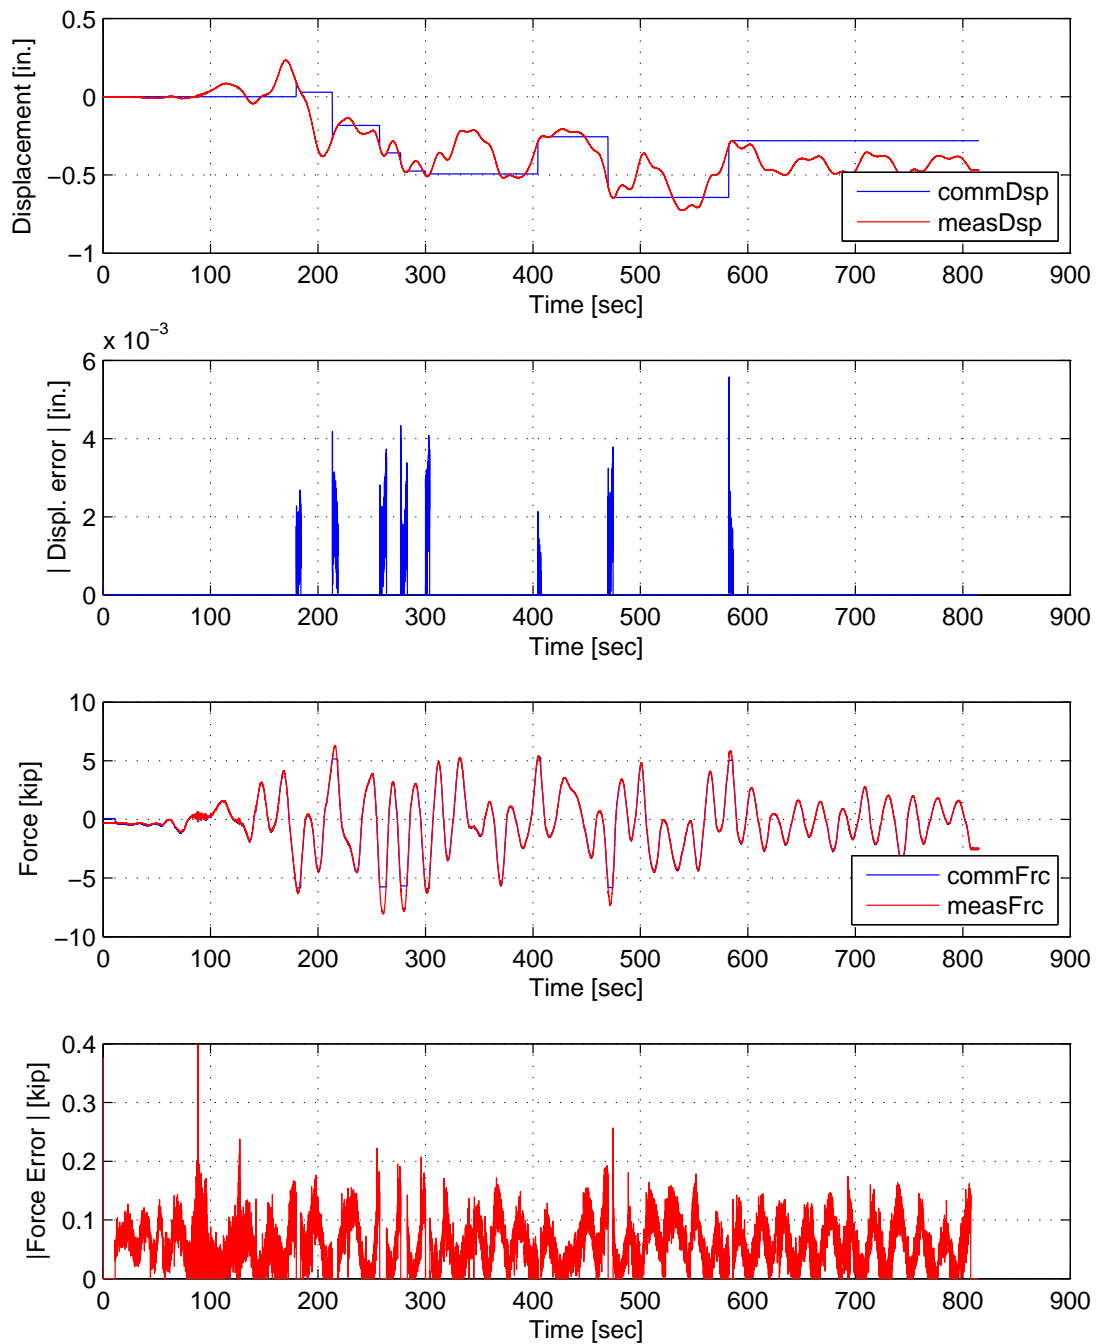 0.5
0
−0.5
−1
Displacement [in.]
commDsp
measDsp
0 100 200 300 400 500 600 700 800 900
Time [sec]
x 10−3
6
4
2
0
| Displ. error | [in.]
0 100 200 300 400 500 600 700 800 900
Time [sec]
10
5
0
−5
−10
Force [kip]
commFrc
measFrc
0 100 200 300 400 500 600 700 800 900
Time [sec]
0.4
0.3
0.2
0.1
0
|Force Error | [kip]
0 100 200 300 400 500 600 700 800 900
Time [sec]